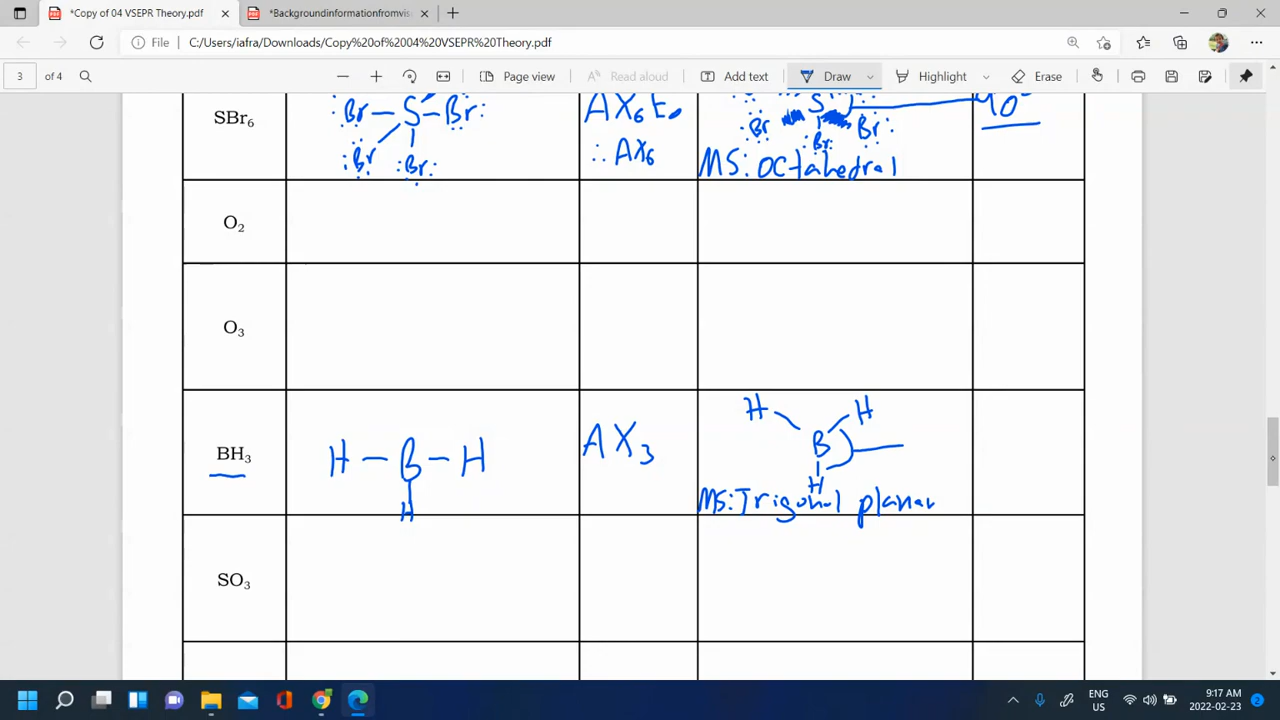 *Copy of 04 VSEPR Theory.pdf
*Backgroundinformationfromvis
File
C:/Users/iafra/Downloads/Copy%20of%2004%20VSEPR%20Theory.pdf
3 of 4
Page view
Read aloud
Add text
Draw
Highlight
Erase
SBr6
Br S Br
Br Br
AX6E0
∴ AX6
S
Br Br Br
90°
MS: Octahedral
O2
O3
BH3
H - B - H
H
AX3
H H
B
H
MS: Trigonal planar
SO3
ENG
US
9:17 AM
2022-02-23
2